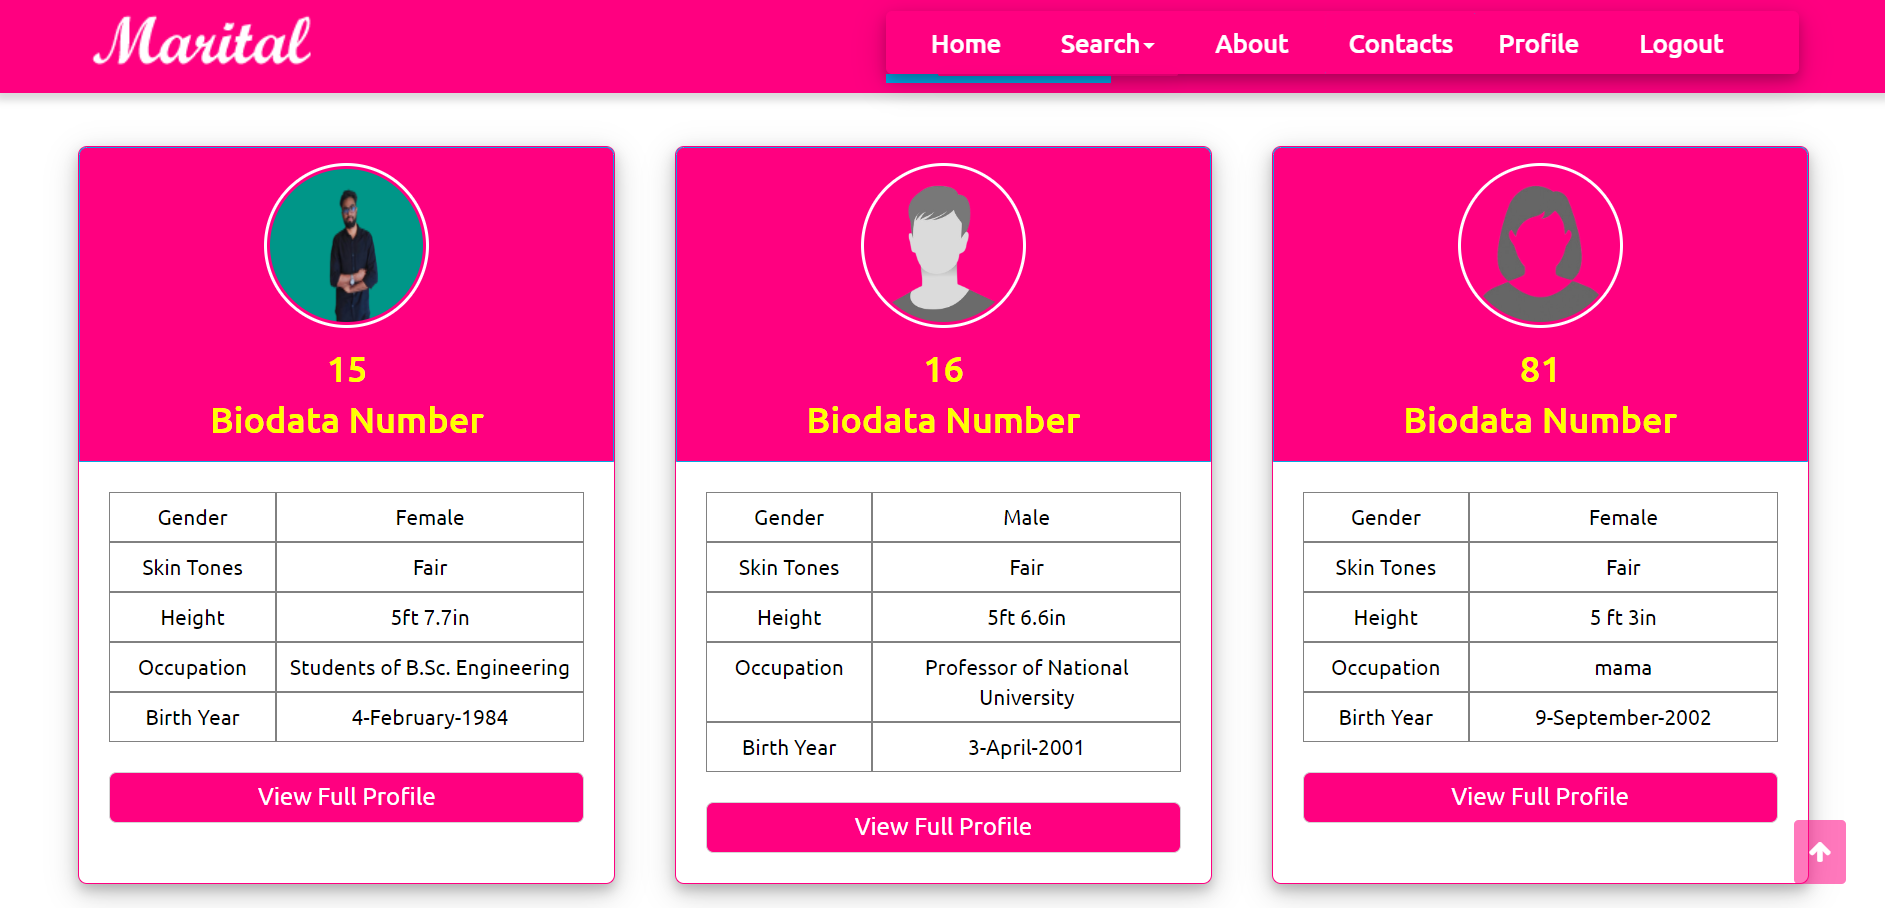 Marital
Home Search About Contacts Profile Logout
15
Biodata Number
Gender Female
Skin Tones Fair
Height 5ft 7.7in
Occupation Students of B.Sc. Engineering
Birth Year 4-February-1984
View Full Profile
16
Biodata Number
Gender Male
Skin Tones Fair
Height 5ft 6.6in
Occupation Professor of National
University
Birth Year 3-April-2001
View Full Profile
81
Biodata Number
Gender Female
Skin Tones Fair
Height 5 ft 3in
Occupation mama
Birth Year 9-September-2002
View Full Profile